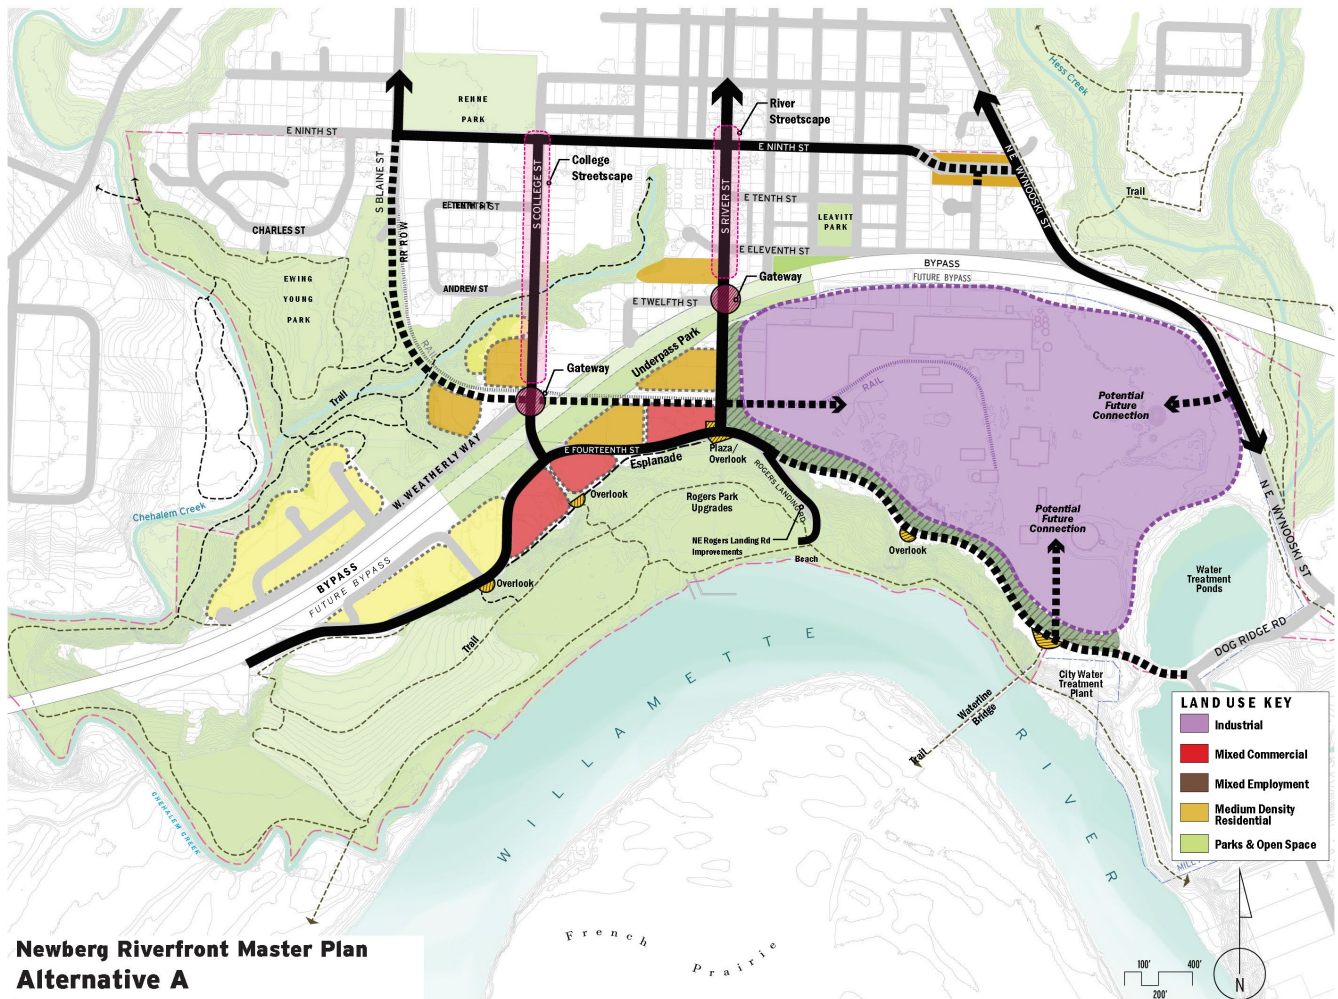 Hess Creek
RENNE
PARK
River
Streetscape
E NINTH ST
E NINTH ST
NE WYNOOSKI ST
College
Streetscape
S BLAINE ST
S COLLEGE ST
S RIVER ST
Trail
E TENTH ST
E TENTH ST
LEAVITT
PARK
CHARLES ST
RR ROW
E ELEVENTH ST
BYPASS
FUTURE BYPASS
EWING
YOUNG
PARK
ANDREW ST
Gateway
E TWELFTH ST
RAIL
Underpass Park
Gateway
RAIL
Trail
Potential
Future
Connection
W. WEATHERLY WAY
E FOURTEENTH ST
Esplanade
Plaza/
Overlook
ROGERS LANDING RD
Chehalem Creek
Overlook
Rogers Park
Upgrades
Potential
Future
Connection
NE WYNOOSKI ST
NE Rogers Landing Rd
Improvements
Overlook
Beach
BYPASS
FUTURE BYPASS
Overlook
Water
Treatment
Ponds
Trail
DOG RIDGE RD
City Water
Treatment
Plant
Waterline
Bridge
Trail
WILLAMETTE
RIVER
CHEHALEM CREEK
LAND USE KEY
Industrial
Mixed Commercial
Mixed Employment
Medium Density
Residential
Parks & Open Space
French
Prairie
Newberg Riverfront Master Plan
Alternative A
100'
400'
200'
N